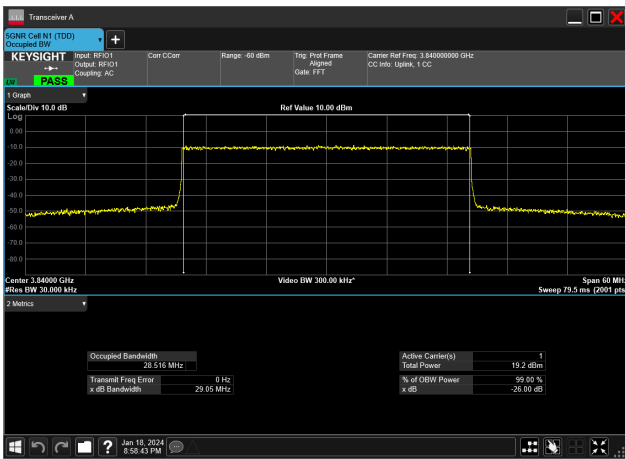 Transceiver A
5GNR Cell N1 (TDD)
Occupied BW
KEYSIGHT
PASS
Input: RFIO1
Output: RFIO1
Coupling: AC
Corr CCorr
Range: -60 dBm
Trig: Prot Frame
Aligned
Gate: FFT
Carrier Ref Freq: 3.840000000 GHz
CC Info: Uplink, 1 CC
1 Graph
Scale/Div 10.0 dB
Ref Value 10.00 dBm
Log
0.00
-10.0
-20.0
-30.0
-40.0
-50.0
-60.0
-70.0
-80.0
Center 3.84000 GHz
Video BW 300.00 kHz*
Span 60 MHz
#Res BW 30.000 kHz
Sweep 79.5 ms (2001 pts
2 Metrics
Occupied Bandwidth
28.516 MHz
Transmit Freq Error 0 Hz
x dB Bandwidth 29.05 MHz
Active Carrier(s) 1
Total Power 19.2 dBm
% of OBW Power 99.00 %
x dB -26.00 dB
?
Jan 18, 2024
8:58:43 PM